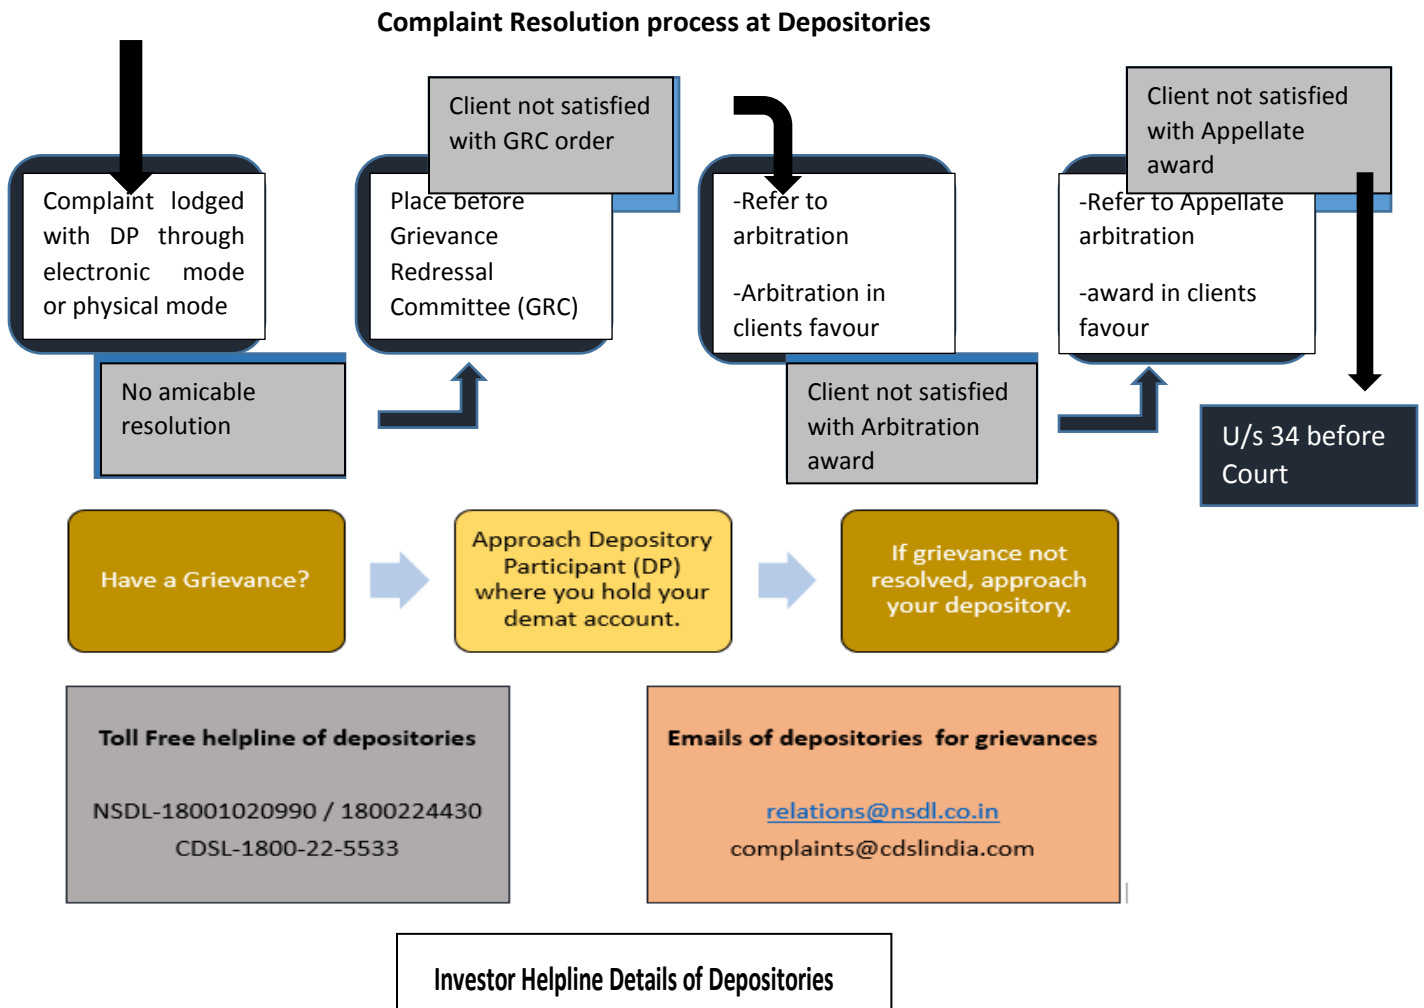 Complaint Resolution process at Depositories
Client not satisfied
with GRC order
Client not satisfied
with Appellate
award
Complaint lodged
with DP through
electronic mode
or physical mode
Place before
Grievance
Redressal
Committee (GRC)
-Refer to
arbitration
-Arbitration in
clients favour
-Refer to Appellate
arbitration
-award in clients
favour
No amicable
resolution
Client not satisfied
with Arbitration
award
U/s 34 before
Court
Have a Grievance?
Approach Depository
Participant (DP)
where you hold your
demat account.
If grievance not
resolved, approach
your depository.
Toll Free helpline of depositories
NSDL-18001020990 / 1800224430
CDSL-1800-22-5533
Emails of depositories for grievances
relations@nsdl.co.in
complaints@cdslindia.com
Investor Helpline Details of Depositories